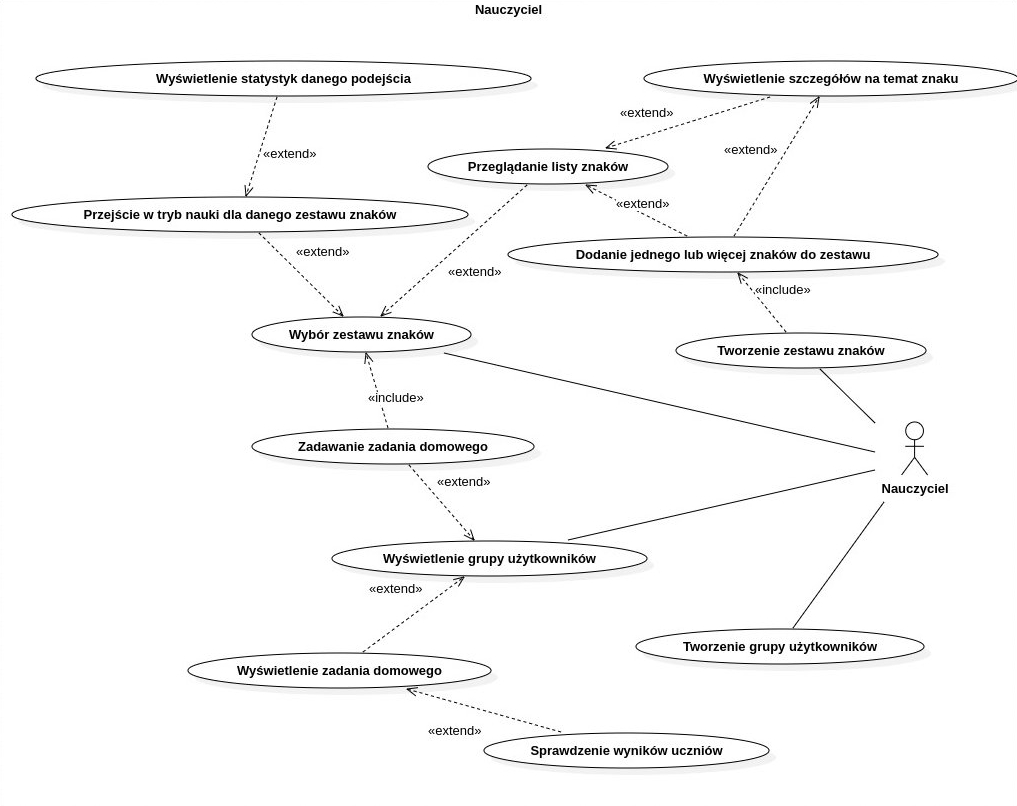 Nauczyciel
Wyświetlenie statystyk danego podejścia
Wyświetlenie szczegółów na temat znaku
«extend»
«extend»
«extend»
Przeglądanie listy znaków
«extend»
Przejście w tryb nauki dla danego zestawu znaków
«extend»
Dodanie jednego lub więcej znaków do zestawu
«extend»
«include»
Wybór zestawu znaków
Tworzenie zestawu znaków
«include»
Zadawanie zadania domowego
«extend»
Nauczyciel
Wyświetlenie grupy użytkowników
«extend»
Tworzenie grupy użytkowników
Wyświetlenie zadania domowego
«extend»
Sprawdzenie wyników uczniów